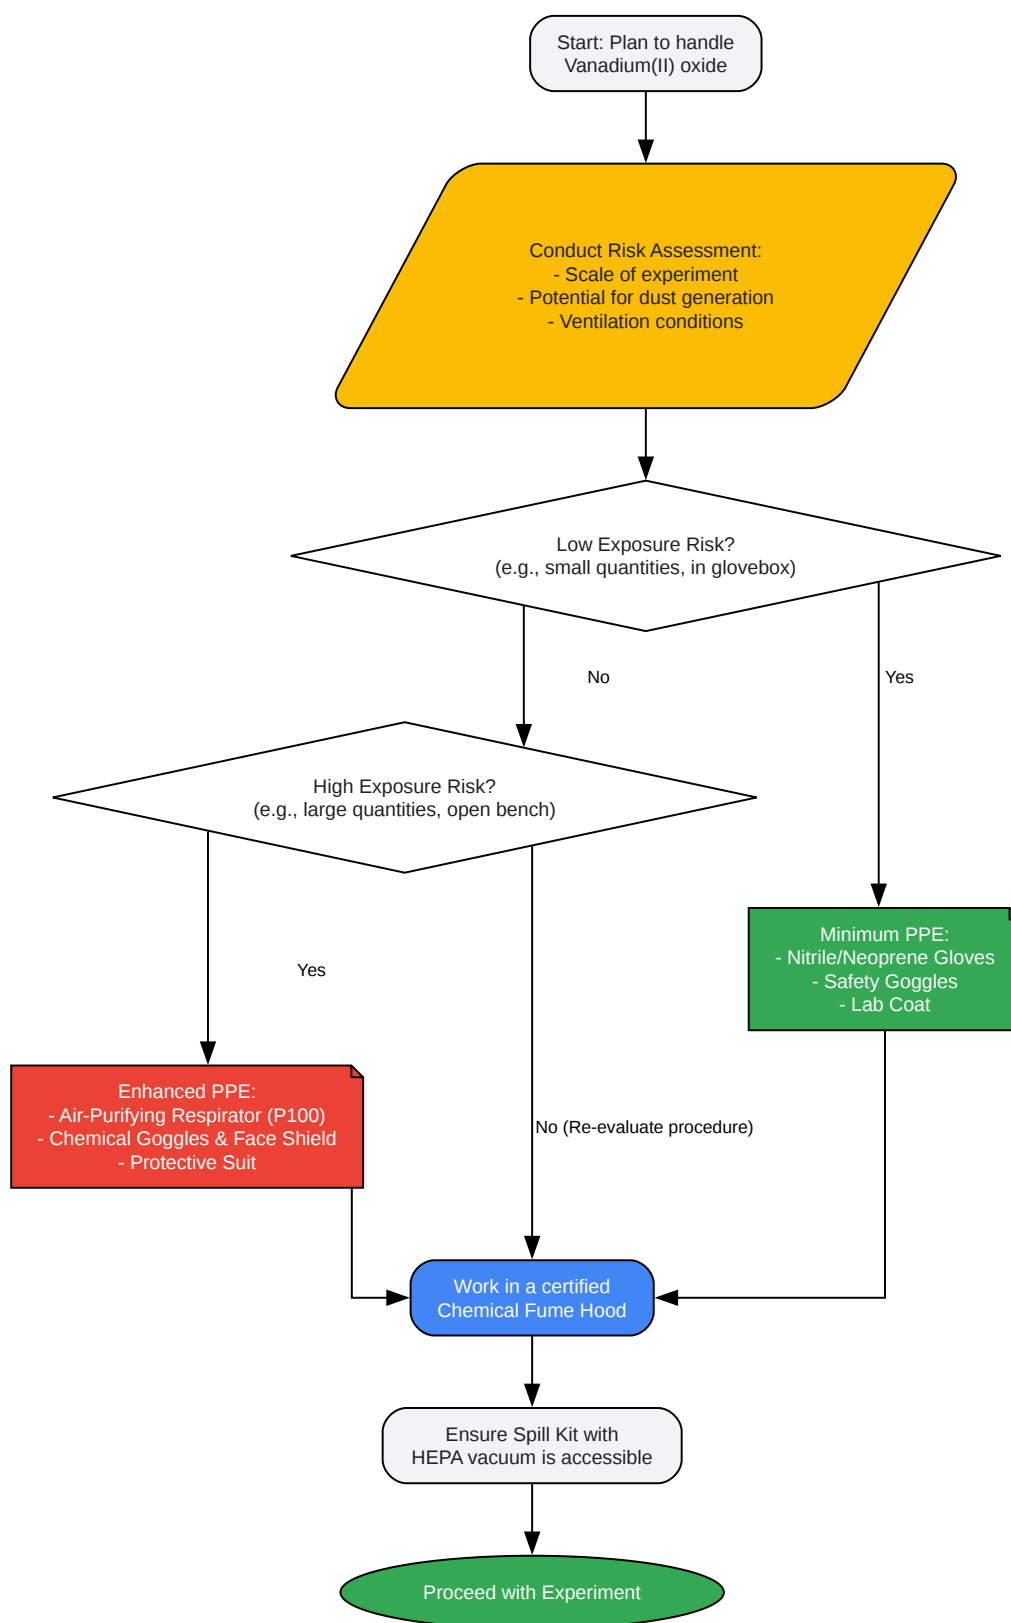 Start: Plan to handle
Vanadium(II) oxide
Conduct Risk Assessment:
- Scale of experiment
- Potential for dust generation
- Ventilation conditions
Low Exposure Risk?
(e.g., small quantities, in glovebox)
No
Yes
High Exposure Risk?
(e.g., large quantities, open bench)
Minimum PPE:
- Nitrile/Neoprene Gloves
- Safety Goggles
- Lab Coat
Yes
Enhanced PPE:
- Air-Purifying Respirator (P100)
- Chemical Goggles & Face Shield
- Protective Suit
No (Re-evaluate procedure)
Work in a certified
Chemical Fume Hood
Ensure Spill Kit with
HEPA vacuum is accessible
Proceed with Experiment